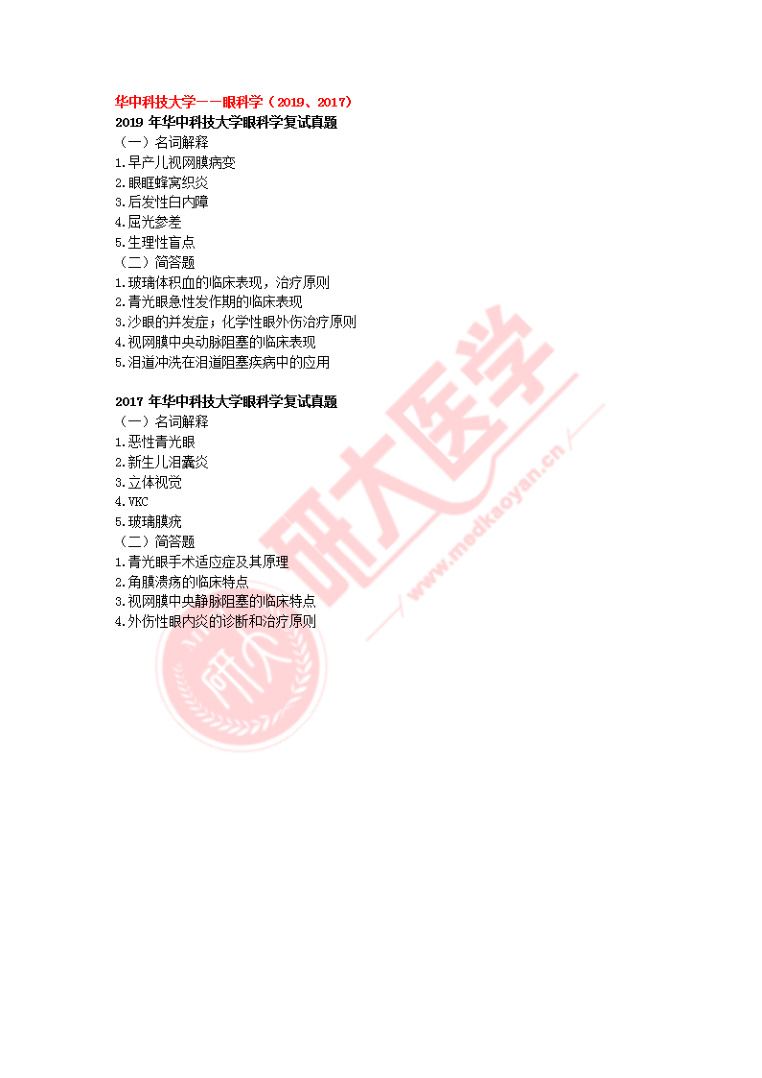 华中科技大学——眼科学（2019、2017）
2019 年华中科技大学眼科学复试真题
（一）名词解释
1.早产儿视网膜病变
2.眼眶蜂窝织炎
3.后发性白内障
4.屈光参差
5.生理性盲点
（二）简答题
1.玻璃体积血的临床表现，治疗原则
2.青光眼急性发作期的临床表现
3.沙眼的并发症；化学性眼外伤治疗原则
4.视网膜中央动脉阻塞的临床表现
5.泪道冲洗在泪道阻塞疾病中的应用
2017 年华中科技大学眼科学复试真题
（一）名词解释
1.恶性青光眼
2.新生儿泪囊炎
3.立体视觉
4.VKC
5.玻璃膜疣
（二）简答题
1.青光眼手术适应症及其原理
2.角膜溃疡的临床特点
3.视网膜中央静脉阻塞的临床特点
4.外伤性眼内炎的诊断和治疗原则
研大医学
www.medkaoyan.cn
研大